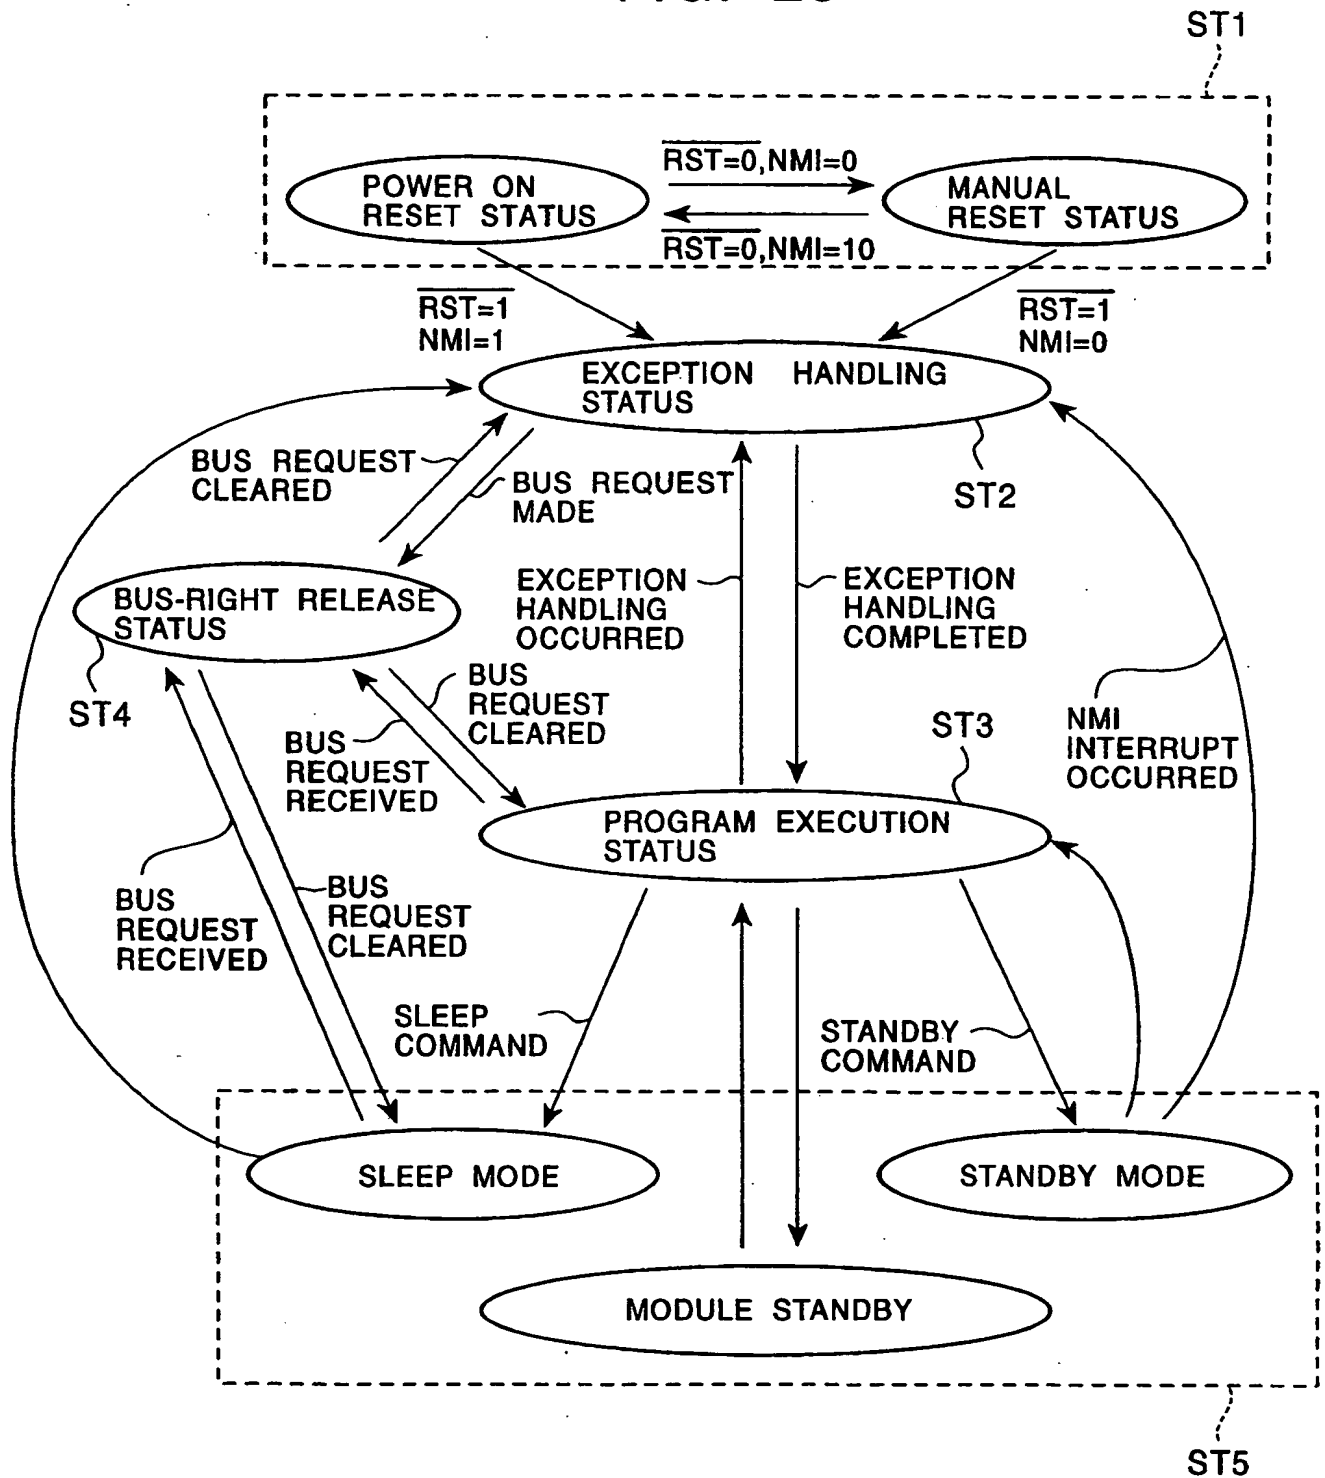 ST1
RST=0,NMI=0
POWER ON
RESET STATUS
MANUAL
RESET STATUS
RST=0,NMI=10
RST=1
NMI=1
RST=1
NMI=0
EXCEPTION HANDLING
STATUS
BUS REQUEST
CLEARED
BUS REQUEST
MADE
ST2
EXCEPTION
HANDLING
OCCURRED
EXCEPTION
HANDLING
COMPLETED
BUS-RIGHT RELEASE
STATUS
ST4
BUS
REQUEST
CLEARED
BUS
REQUEST
RECEIVED
ST3
NMI
INTERRUPT
OCCURRED
PROGRAM EXECUTION
STATUS
BUS
REQUEST
RECEIVED
BUS
REQUEST
CLEARED
SLEEP
COMMAND
STANDBY
COMMAND
SLEEP MODE
STANDBY MODE
MODULE STANDBY
ST5